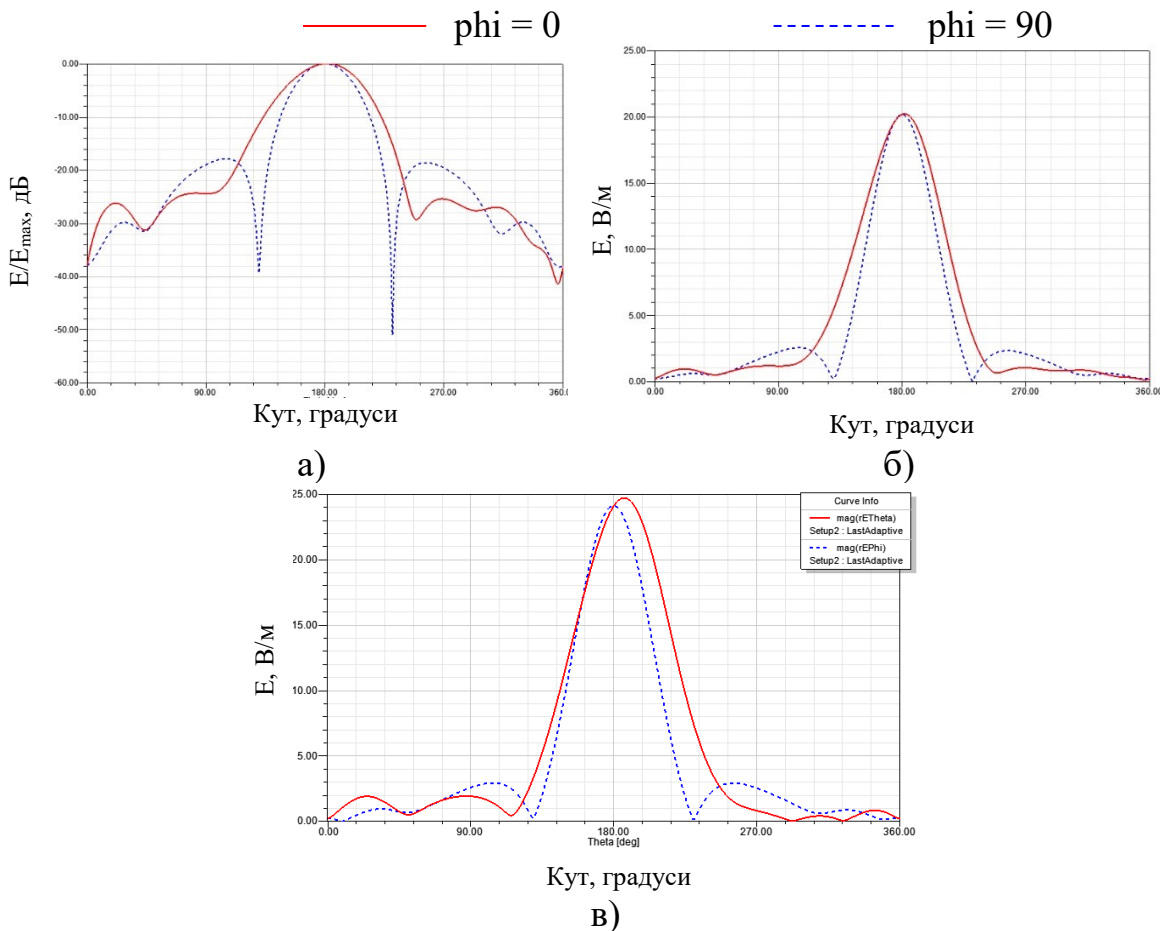 phi = 0
phi = 90
0.00
-10.00
-20.00
-30.00
-40.00
-50.00
-60.00
E/Emax, дБ
0.00 90.00 180.00 270.00 360.00
Кут, градуси
а)
25.00
20.00
15.00
10.00
5.00
0.00
Е, В/м
0.00 90.00 180.00 270.00 360.00
Кут, градуси
б)
25.00
20.00
15.00
10.00
5.00
0.00
Е, В/м
Curve Info
mag(rETheta)
Setup2 : LastAdaptive
mag(rEPhi)
Setup2 : LastAdaptive
0.00 90.00 180.00 270.00 360.00
Theta [deg]
Кут, градуси
в)